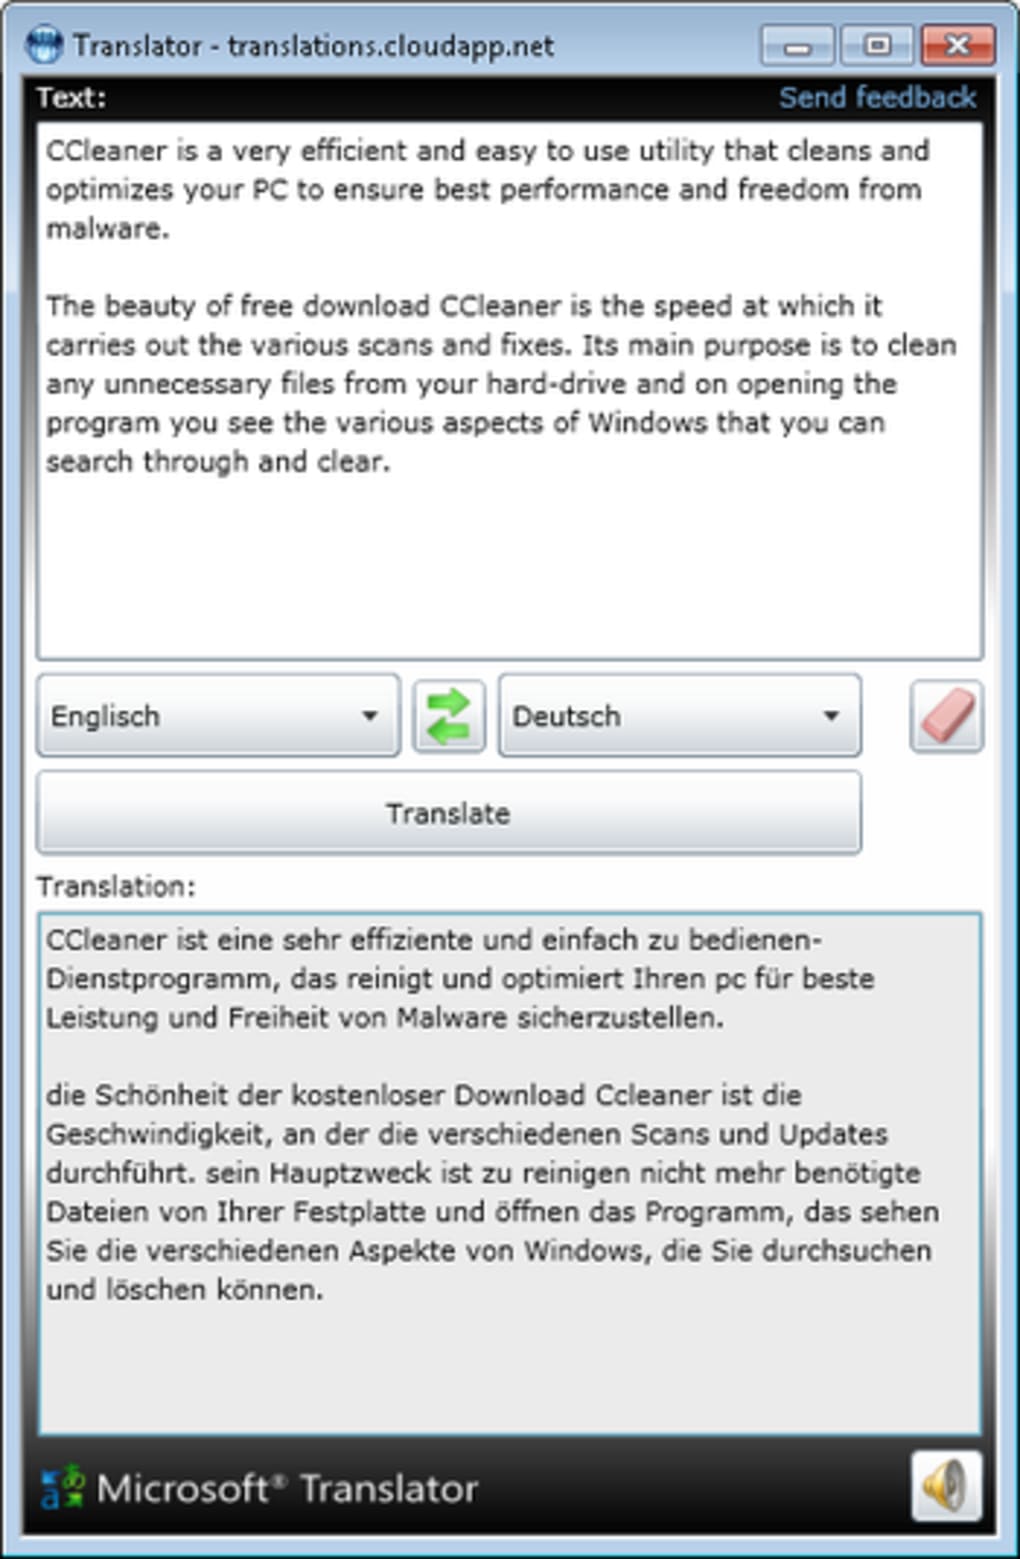 Translator - translations.cloudapp.net
Text:
Send feedback
CCleaner is a very efficient and easy to use utility that cleans and
optimizes your PC to ensure best performance and freedom from
malware.
The beauty of free download CCleaner is the speed at which it
carries out the various scans and fixes. Its main purpose is to clean
any unnecessary files from your hard-drive and on opening the
program you see the various aspects of Windows that you can
search through and clear.
Englisch
Deutsch
Translate
Translation:
CCleaner ist eine sehr effiziente und einfach zu bedienen-
Dienstprogramm, das reinigt und optimiert Ihren pc für beste
Leistung und Freiheit von Malware sicherzustellen.
die Schönheit der kostenloser Download Ccleaner ist die
Geschwindigkeit, an der die verschiedenen Scans und Updates
durchführt. sein Hauptzweck ist zu reinigen nicht mehr benötigte
Dateien von Ihrer Festplatte und öffnen das Programm, das sehen
Sie die verschiedenen Aspekte von Windows, die Sie durchsuchen
und löschen können.
Microsoft® Translator